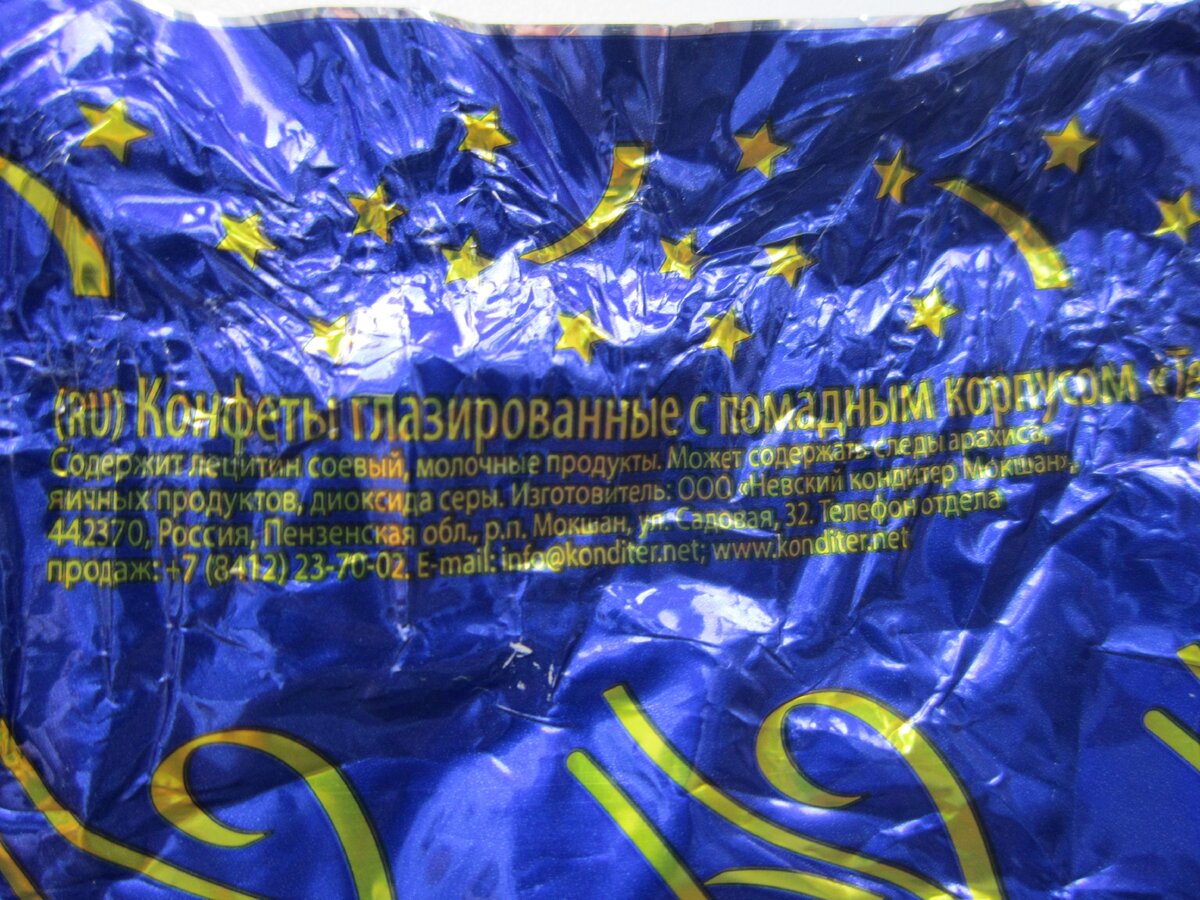 (RU) Конфеты глазированные с помадным корпусом
Содержит лецитин соевый, молочные продукты. Может содержать следы арахиса,
яичных продуктов, диоксида серы. Изготовитель: ООО «Невский кондитер Мокшан»,
442370, Россия, Пензенская обл., р.п. Мокшан, ул. Садовая, 32. Телефон отдела
продаж: +7 (8412) 23-70-02. E-mail: info@konditer.net; www.konditer.net